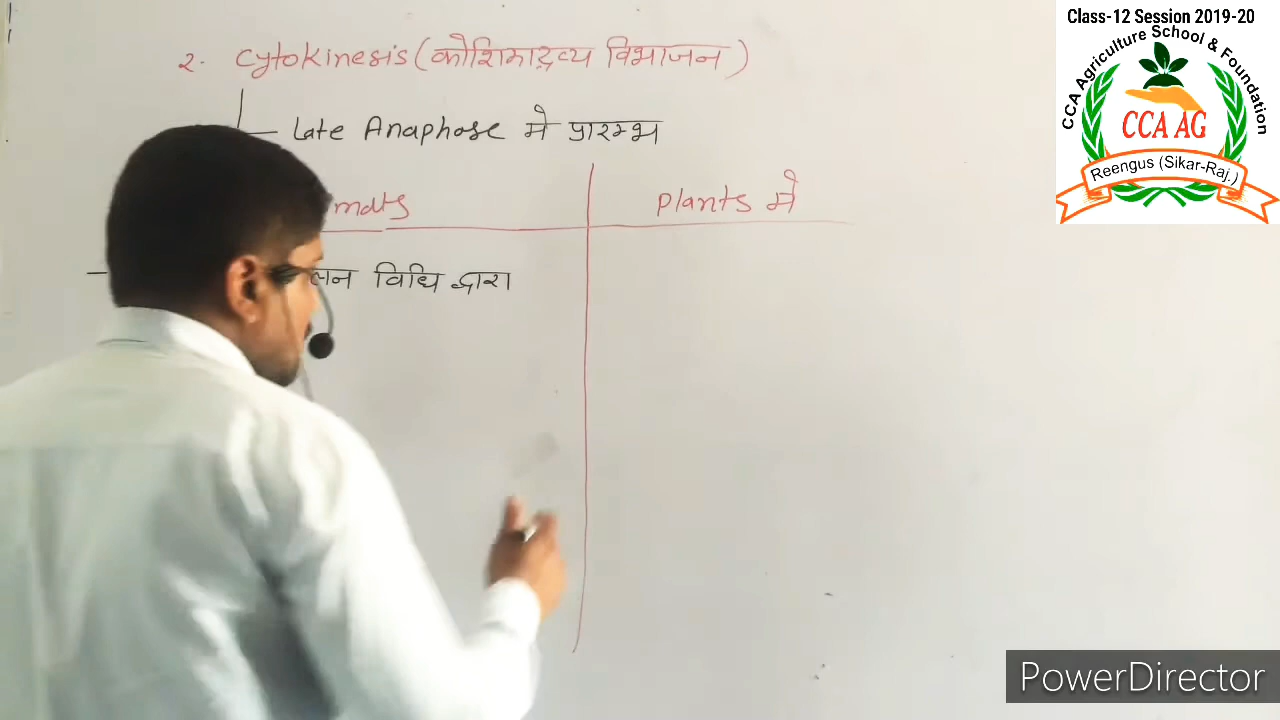 Class-12 Session 2019-20
CCA Agriculture School & Foundation
CCA AG
Reengus (Sikar-Raj.)
२. Cytokinesis (कोशिकाद्रव्य विभाजन)
Late Anaphase मे प्रारम्भ
Plants मे
विधि द्वारा
PowerDirector